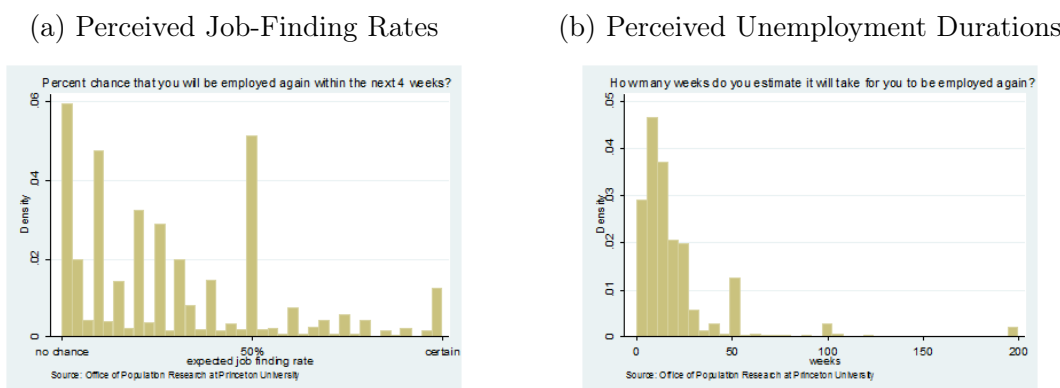 (a) Perceived Job-Finding Rates
Percent chance that you will be employed again within the next 4 weeks?
.06
.04
.02
0
Density
no chance
50%
certain
expected job finding rate
Source: Office of Population Research at Princeton University
(b) Perceived Unemployment Durations
How many weeks do you estimate it will take for you to be employed again?
.05
.04
.03
.02
.01
0
Density
0
50
100
150
200
weeks
Source: Office of Population Research at Princeton University